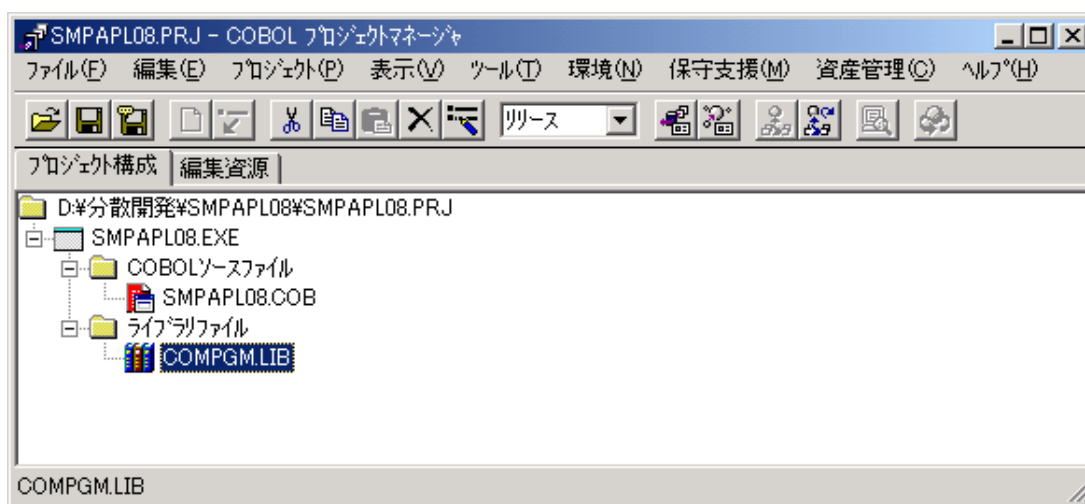 SMPAPL08.PRJ - COBOL ﾌﾟﾛｼﾞｪｸﾄﾏﾈｰｼﾞｬ
ﾌｧｲﾙ(F) 編集(E) ﾌﾟﾛｼﾞｪｸﾄ(P) 表示(V) ﾂｰﾙ(T) 環境(N) 保守支援(M) 資産管理(C) ﾍﾙﾌﾟ(H)
ﾘﾘｰｽ
ﾌﾟﾛｼﾞｪｸﾄ構成 編集資源
D:¥分散開発¥SMPAPL08¥SMPAPL08.PRJ
SMPAPL08.EXE
COBOLｿｰｽﾌｧｲﾙ
SMPAPL08.COB
ﾗｲﾌﾞﾗﾘﾌｧｲﾙ
COMPGM.LIB
COMPGM.LIB